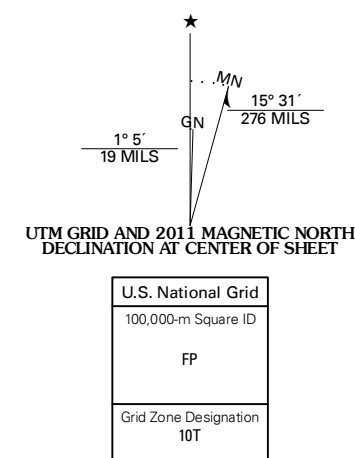 ★
MN
GN
15° 31´
276 MILS
1° 5´
19 MILS
UTM GRID AND 2011 MAGNETIC NORTH
DECLINATION AT CENTER OF SHEET
U.S. National Grid
100,000-m Square ID
FP
Grid Zone Designation
10T